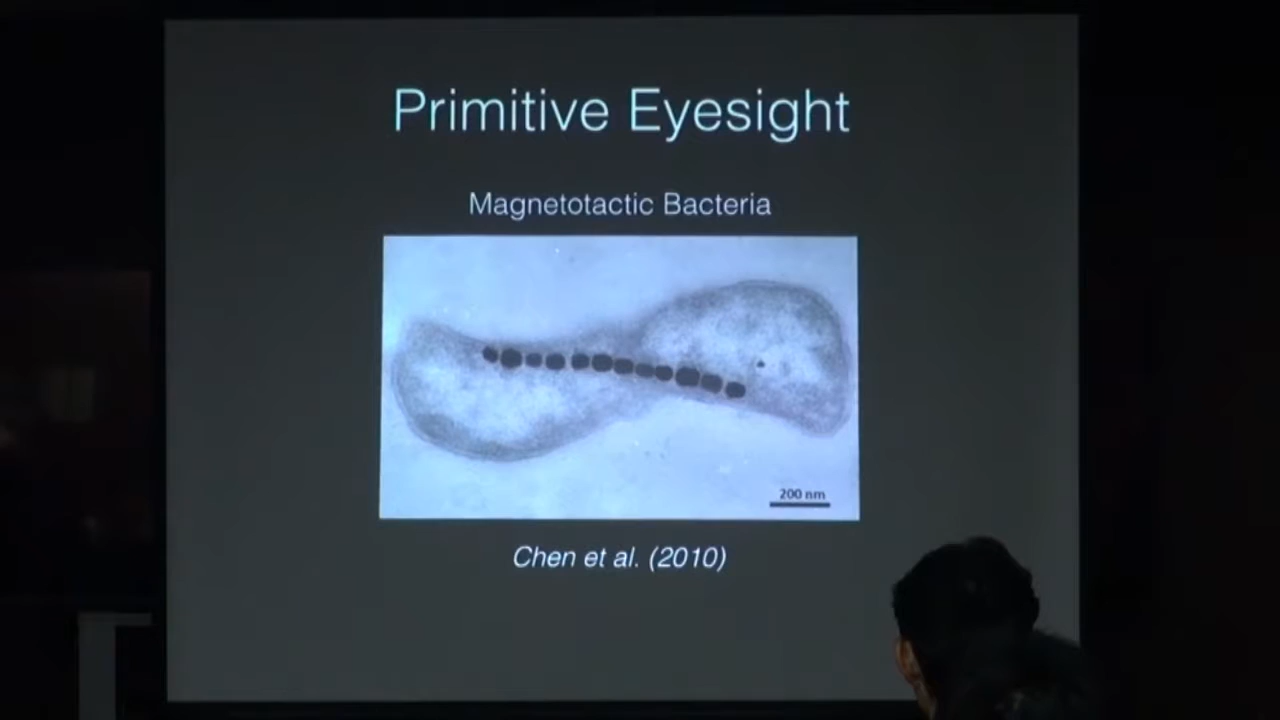 Primitive Eyesight
Magnetotactic Bacteria
200 nm
Chen et al. (2010)